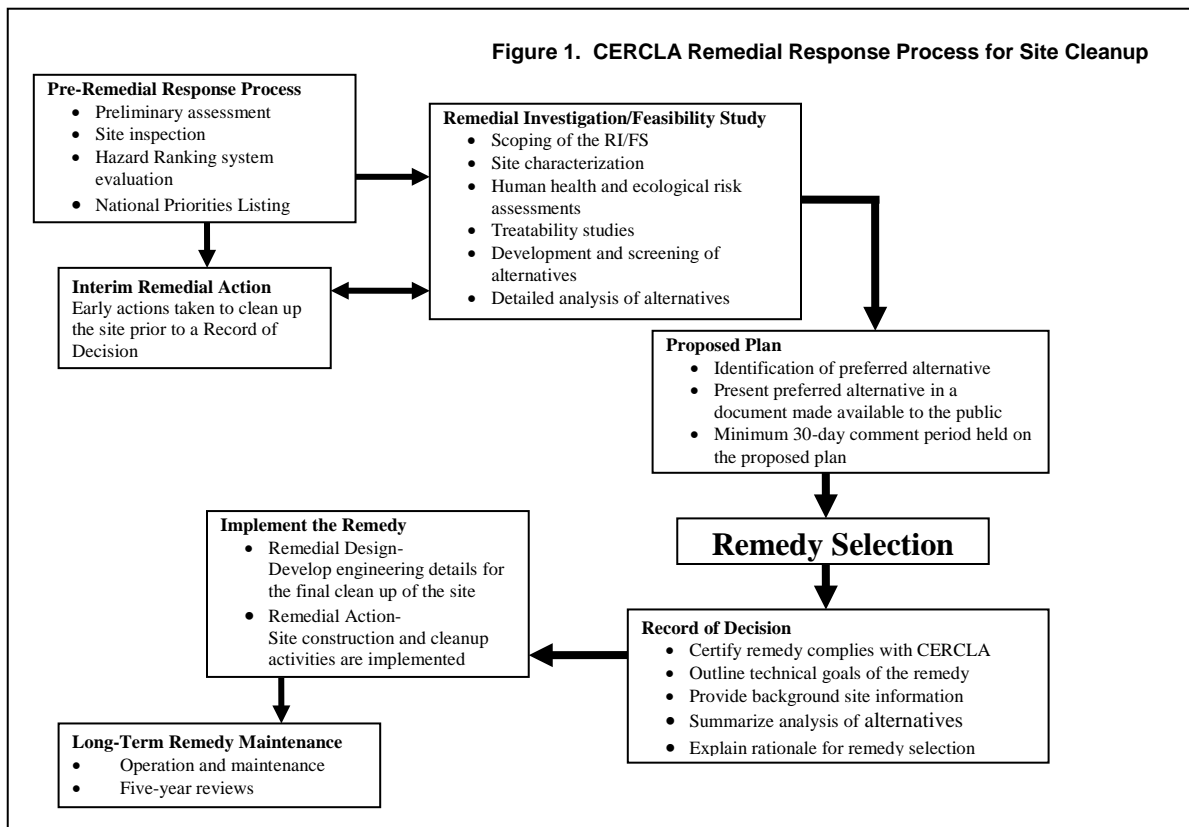 Figure 1. CERCLA Remedial Response Process for Site Cleanup
Pre-Remedial Response Process
• Preliminary assessment
• Site inspection
• Hazard Ranking system
evaluation
• National Priorities Listing
Remedial Investigation/Feasibility Study
• Scoping of the RI/FS
• Site characterization
• Human health and ecological risk
assessments
• Treatability studies
• Development and screening of
alternatives
• Detailed analysis of alternatives
Interim Remedial Action
Early actions taken to clean up
the site prior to a Record of
Decision
Proposed Plan
• Identification of preferred alternative
• Present preferred alternative in a
document made available to the public
• Minimum 30-day comment period held on
the proposed plan
Remedy Selection
Record of Decision
• Certify remedy complies with CERCLA
• Outline technical goals of the remedy
• Provide background site information
• Summarize analysis of alternatives
• Explain rationale for remedy selection
Implement the Remedy
• Remedial Design-
Develop engineering details for
the final clean up of the site
• Remedial Action-
Site construction and cleanup
activities are implemented
Long-Term Remedy Maintenance
• Operation and maintenance
• Five-year reviews